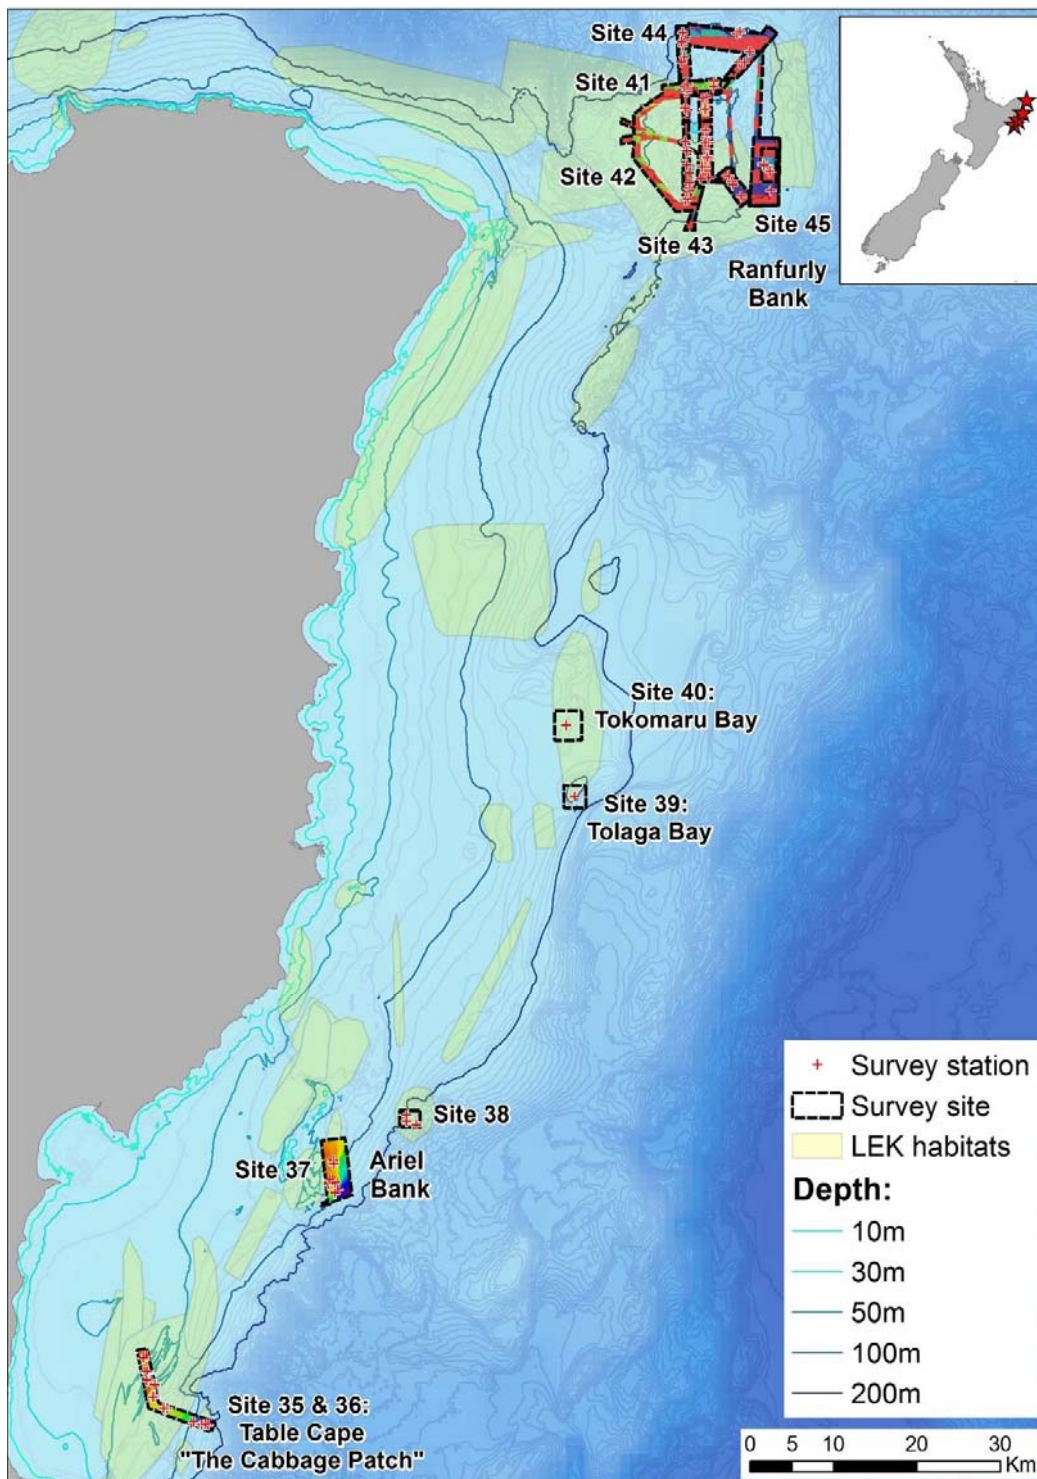 Site 44
Site 41
Site 42
Site 43
Site 45
Ranfurly
Bank
Site 40:
Tokomaru Bay
Site 39:
Tolaga Bay
Site 38
Site 37
Ariel
Bank
Site 35 & 36:
Table Cape
"The Cabbage Patch"
Survey station
Survey site
LEK habitats
Depth:
10m
30m
50m
100m
200m
0 5 10 20 30
Km